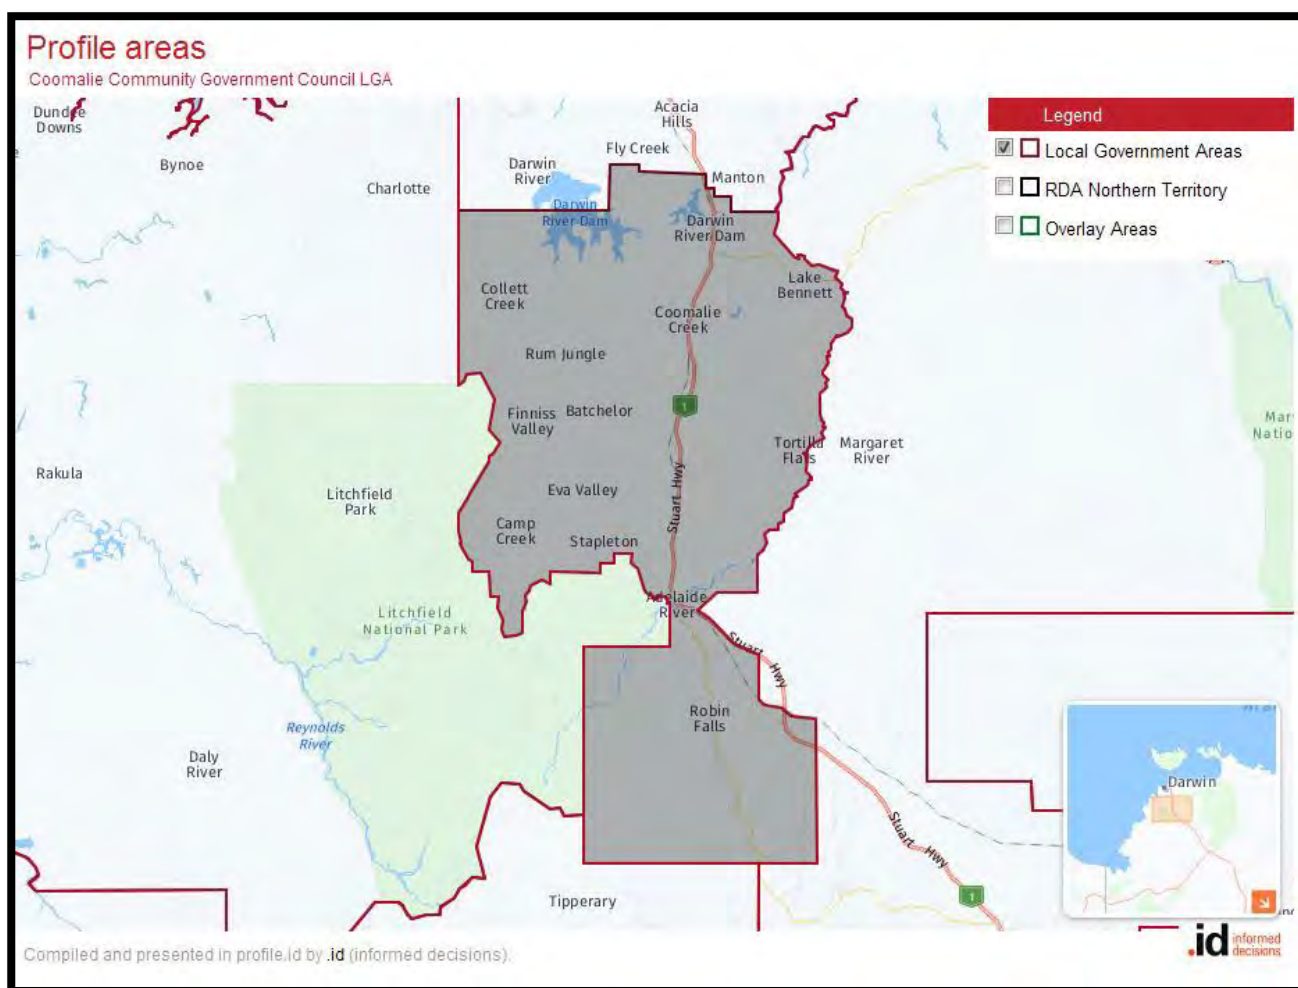 Profile areas
Coomalie Community Government Council LGA
Legend
Local Government Areas
RDA Northern Territory
Overlay Areas
Dundee
Downs
Bynoe
Charlotte
Acacia
Hills
Fly Creek
Darwin
River
Manton
Darwin
River Dam
Darwin
River Dam
Lake
Bennett
Collett
Creek
Coomalie
Creek
Rum Jungle
Finniss
Valley
Batchelor
1
Tortilla
Flats
Margaret
River
Rakula
Litchfield
Park
Eva Valley
Stuart Hwy
Camp
Creek
Stapleton
Adelaide
River
Litchfield
National Park
Stuart Hwy
Robin
Falls
Reynolds
River
Daly
River
Darwin
Stuart Hwy
1
Tipperary
Compiled and presented in profile.id by .id (informed decisions).
.id informed
decisions